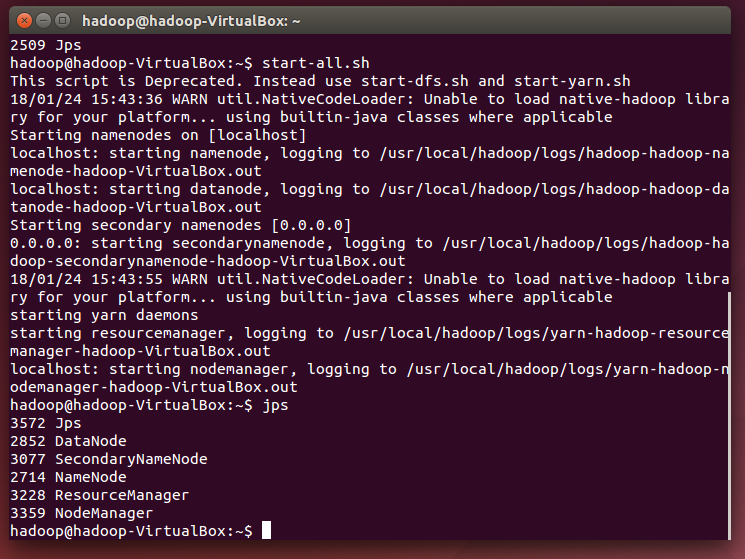 hadoop@hadoop-VirtualBox: ~
2509 Jps
hadoop@hadoop-VirtualBox:~$ start-all.sh
This script is Deprecated. Instead use start-dfs.sh and start-yarn.sh
18/01/24 15:43:36 WARN util.NativeCodeLoader: Unable to load native-hadoop libra
ry for your platform... using builtin-java classes where applicable
Starting namenodes on [localhost]
localhost: starting namenode, logging to /usr/local/hadoop/logs/hadoop-hadoop-na
menode-hadoop-VirtualBox.out
localhost: starting datanode, logging to /usr/local/hadoop/logs/hadoop-hadoop-da
tanode-hadoop-VirtualBox.out
Starting secondary namenodes [0.0.0.0]
0.0.0.0: starting secondarynamenode, logging to /usr/local/hadoop/logs/hadoop-ha
doop-secondarynamenode-hadoop-VirtualBox.out
18/01/24 15:43:55 WARN util.NativeCodeLoader: Unable to load native-hadoop libra
ry for your platform... using builtin-java classes where applicable
starting yarn daemons
starting resourcemanager, logging to /usr/local/hadoop/logs/yarn-hadoop-resource
manager-hadoop-VirtualBox.out
localhost: starting nodemanager, logging to /usr/local/hadoop/logs/yarn-hadoop-n
odemanager-hadoop-VirtualBox.out
hadoop@hadoop-VirtualBox:~$ jps
3572 Jps
2852 DataNode
3077 SecondaryNameNode
2714 NameNode
3228 ResourceManager
3359 NodeManager
hadoop@hadoop-VirtualBox:~$